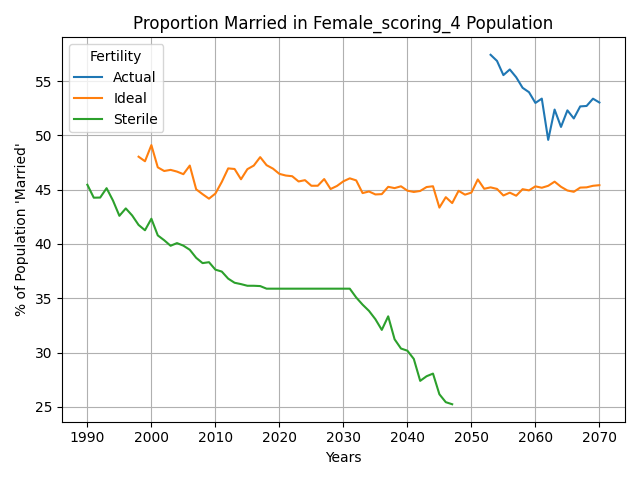 Proportion Married in Female_scoring_4 Population
Fertility
Actual
Ideal
Sterile
% of Population 'Married'
55
50
45
40
35
30
25
1990 2000 2010 2020 2030 2040 2050 2060 2070
Years